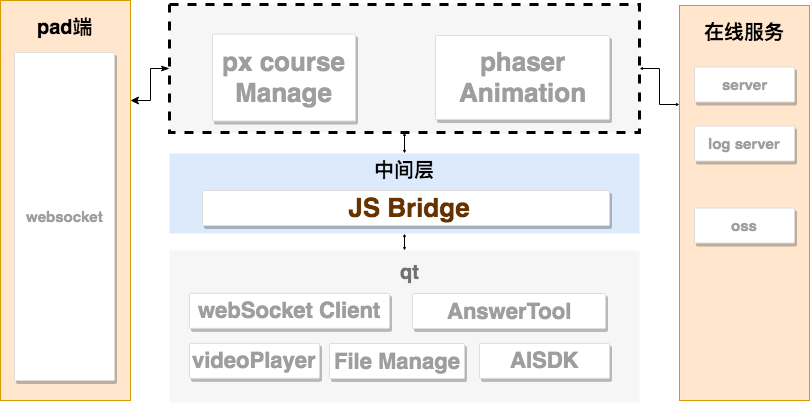 pad端
websocket
px course
Manage
phaser
Animation
中间层
JS Bridge
qt
webSocket Client
AnswerTool
videoPlayer
File Manage
AISDK
在线服务
server
log server
oss